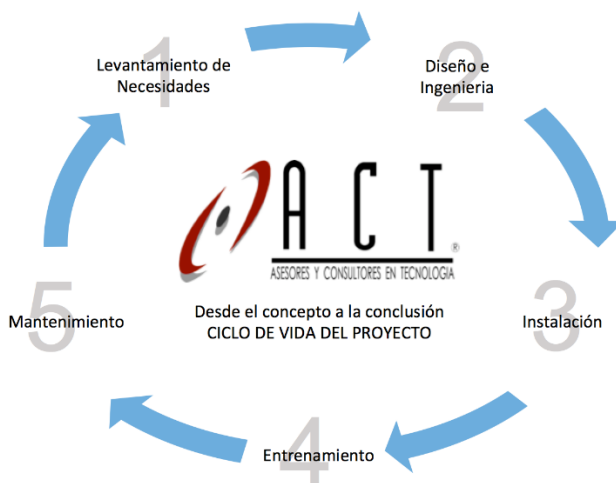 1
Levantamiento de
Necesidades
2
Diseño e
Ingenieria
ACT®
ASESORES Y CONSULTORES EN TECNOLOGIA
Desde el concepto a la conclusión
CICLO DE VIDA DEL PROYECTO
3
Instalación
4
Entrenamiento
5
Mantenimiento